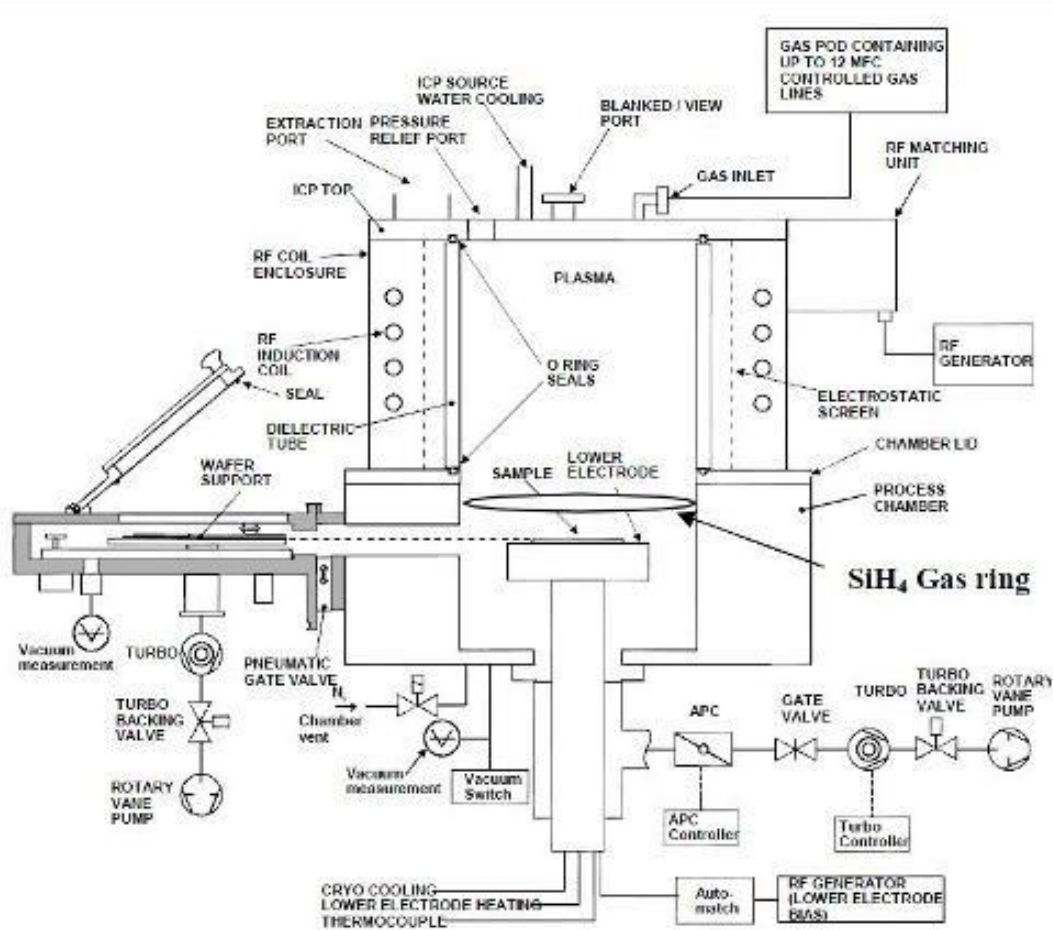 GAS POD CONTAINING
UP TO 12 MFC
CONTROLLED GAS
LINES
ICP SOURCE
WATER COOLING
BLANKED / VIEW
PORT
EXTRACTION
PORT
PRESSURE
RELIEF PORT
RF MATCHING
UNIT
GAS INLET
ICP TOP
RF COIL
ENCLOSURE
PLASMA
RF
INDUCTION
COIL
RF
GENERATOR
O RING
SEALS
SEAL
ELECTROSTATIC
SCREEN
DIELECTRIC
TUBE
CHAMBER LID
WAFER
SUPPORT
SAMPLE
LOWER
ELECTRODE
PROCESS
CHAMBER
SiH₄ Gas ring
Vacuum
measurement
TURBO
PNEUMATIC
GATE VALVE
N
Chamber
vent
TURBO
BACKING
VALVE
APC
GATE
VALVE
TURBO
TURBO
BACKING
VALVE
ROTARY
VANE
PUMP
Vacuum
measurement
Vacuum
Switch
ROTARY
VANE
PUMP
APC
Controller
Turbo
Controller
CRYO COOLING
LOWER ELECTRODE HEATING
THERMOCOUPLE
Auto-
match
RF GENERATOR
(LOWER ELECTRODE
BIAS)